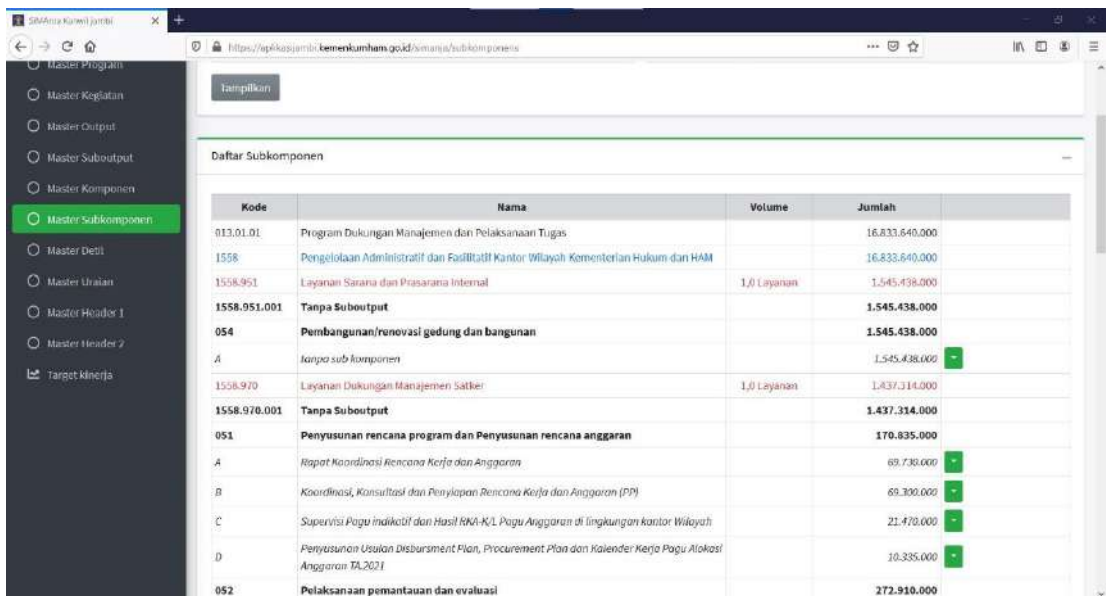 SIMAnja Kanwil Jambi
https://aplikasijambi.kemenkumham.go.id/simanja/subkomponens
Master Program
Master Kegiatan
Master Output
Master Suboutput
Master Komponen
Master Subkomponen
Master Detil
Master Uraian
Master Header 1
Master Header 2
Target kinerja
Tampilkan
Daftar Subkomponen
Kode Nama Volume Jumlah
013.01.01 Program Dukungan Manajemen dan Pelaksanaan Tugas 16.833.640.000
1558 Pengelolaan Administratif dan Fasilitatif Kantor Wilayah Kementerian Hukum dan HAM 16.833.640.000
1558.951 Layanan Sarana dan Prasarana Internal 1,0 Layanan 1.545.438.000
1558.951.001 Tanpa Suboutput 1.545.438.000
054 Pembangunan/renovasi gedung dan bangunan 1.545.438.000
A tanpa sub komponen 1.545.438.000
1558.970 Layanan Dukungan Manajemen Satker 1,0 Layanan 1.437.314.000
1558.970.001 Tanpa Suboutput 1.437.314.000
051 Penyusunan rencana program dan Penyusunan rencana anggaran 170.835.000
A Rapat Koordinasi Rencana Kerja dan Anggaran 69.730.000
B Koordinasi, Konsultasi dan Penyiapan Rencana Kerja dan Anggaran (PP) 69.300.000
C Supervisi Pagu indikatif dan Hasil RKA-K/L Pagu Anggaran di lingkungan kantor Wilayah 21.470.000
D Penyusunan Usulan Disbursment Plan, Procurement Plan dan Kalender Kerja Pagu Alokasi
Anggaran TA.2021 10.335.000
052 Pelaksanaan pemantauan dan evaluasi 272.910.000